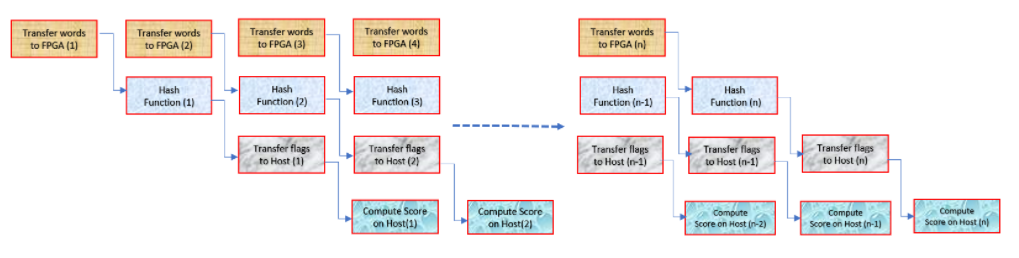 Transfer words
to FPGA (1)
Transfer words
to FPGA (2)
Transfer words
to FPGA (3)
Transfer words
to FPGA (4)
Transfer words
to FPGA (n)
Hash
Function (1)
Hash
Function (2)
Hash
Function (3)
Hash
Function (n-1)
Hash
Function (n)
Transfer flags
to Host (1)
Transfer flags
to Host (2)
Transfer flags
to Host (n-1)
Transfer flags
to Host (n-1)
Transfer flags
to Host (n)
Compute Score
on Host(1)
Compute Score
on Host(2)
Compute
Score on Host (n-2)
Compute
Score on Host (n-1)
Compute
Score on Host (n)